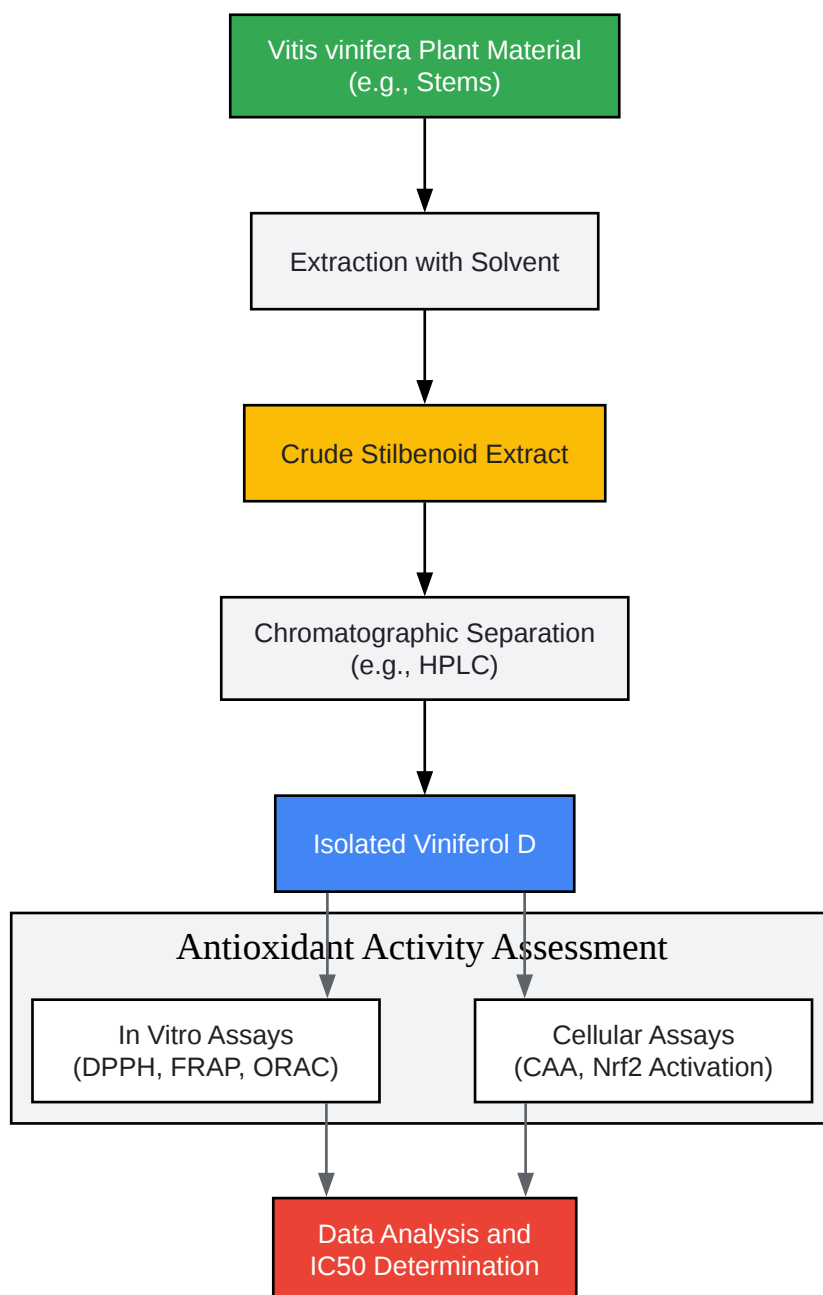 Vitis vinifera Plant Material
(e.g., Stems)
Extraction with Solvent
Crude Stilbenoid Extract
Chromatographic Separation
(e.g., HPLC)
Isolated Viniferol D
Antioxidant Activity Assessment
In Vitro Assays
(DPPH, FRAP, ORAC)
Cellular Assays
(CAA, Nrf2 Activation)
Data Analysis and
IC50 Determination